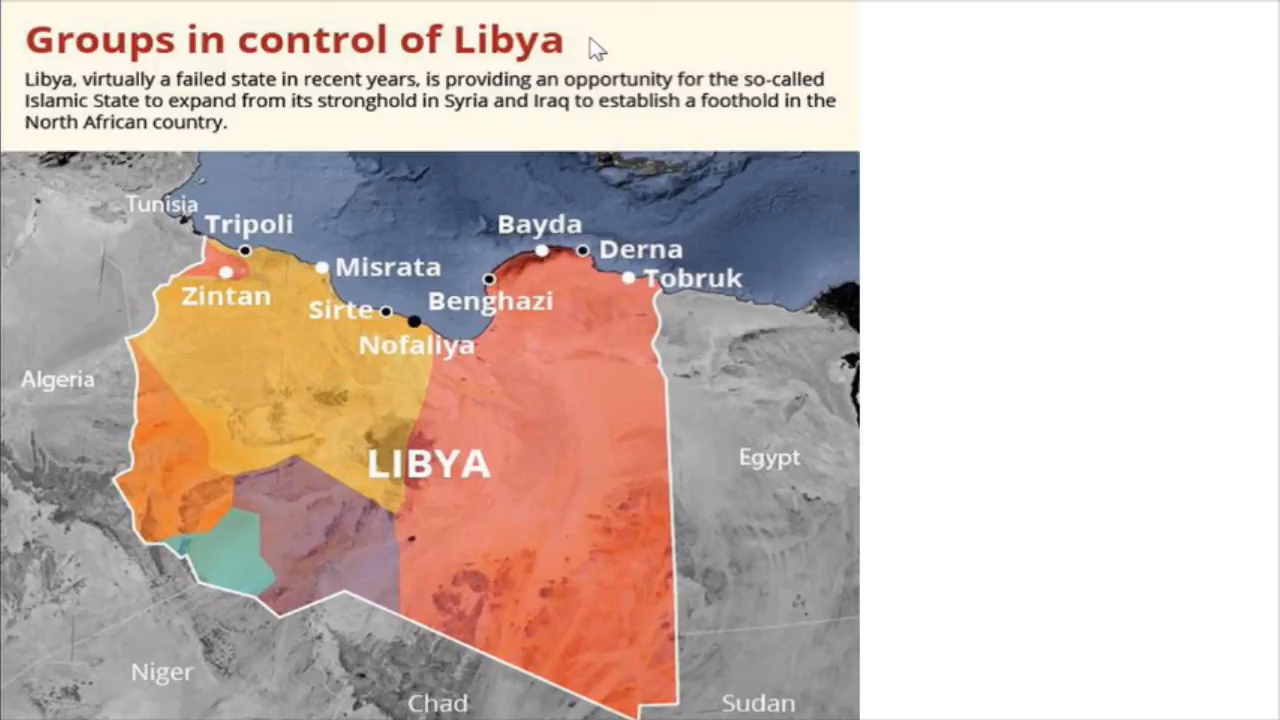 Groups in control of Libya
Libya, virtually a failed state in recent years, is providing an opportunity for the so-called
Islamic State to expand from its stronghold in Syria and Iraq to establish a foothold in the
North African country.
Tunisia
Tripoli
Bayda
Derna
Misrata
Tobruk
Zintan
Sirte
Benghazi
Nofaliya
Algeria
LIBYA
Egypt
Niger
Chad
Sudan